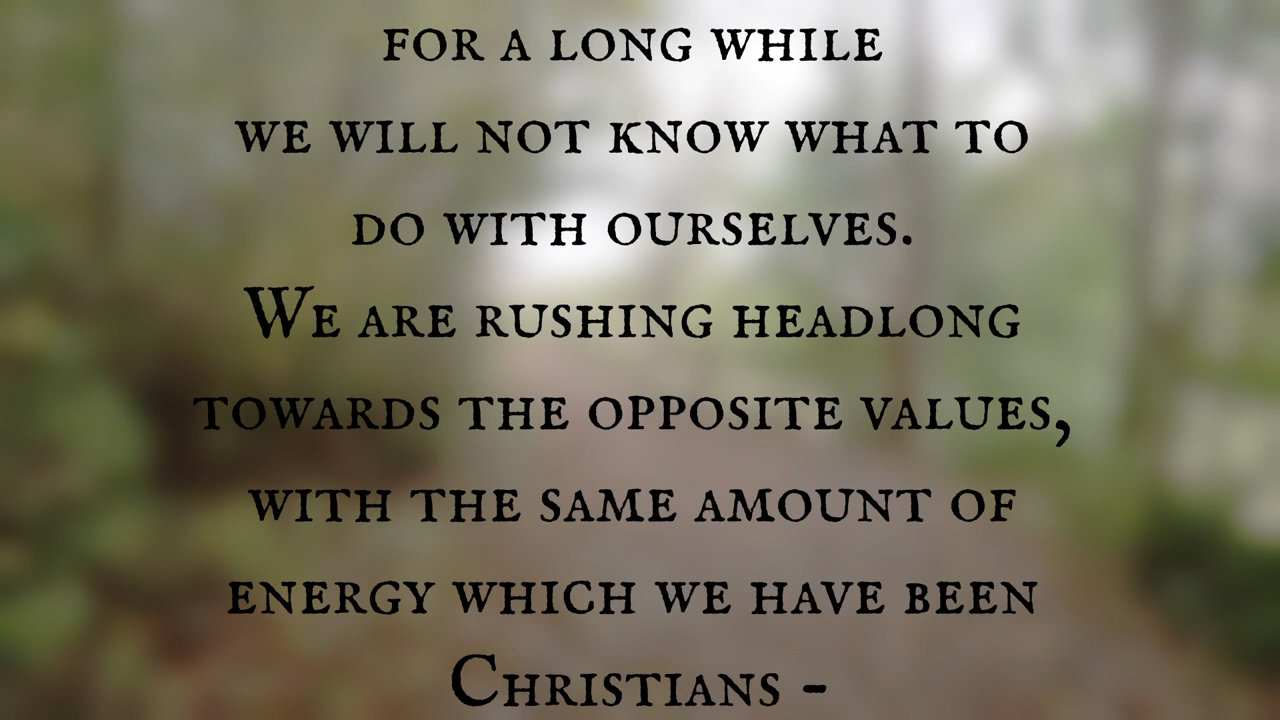 for a long while
we will not know what to
do with ourselves.
We are rushing headlong
towards the opposite values,
with the same amount of
energy which we have been
Christians -